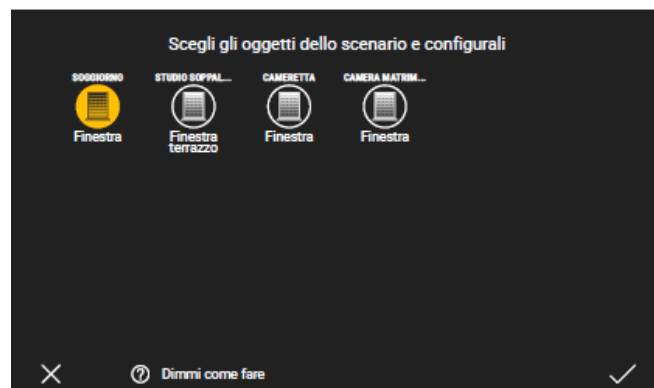 Scegli gli oggetti dello scenario e configurali
SOGGIORNO
Finestra
STUDIO SOPPAL...
Finestra
terrazzo
CAMERETTA
Finestra
CAMERA MATRIM...
Finestra
Dimmi come fare